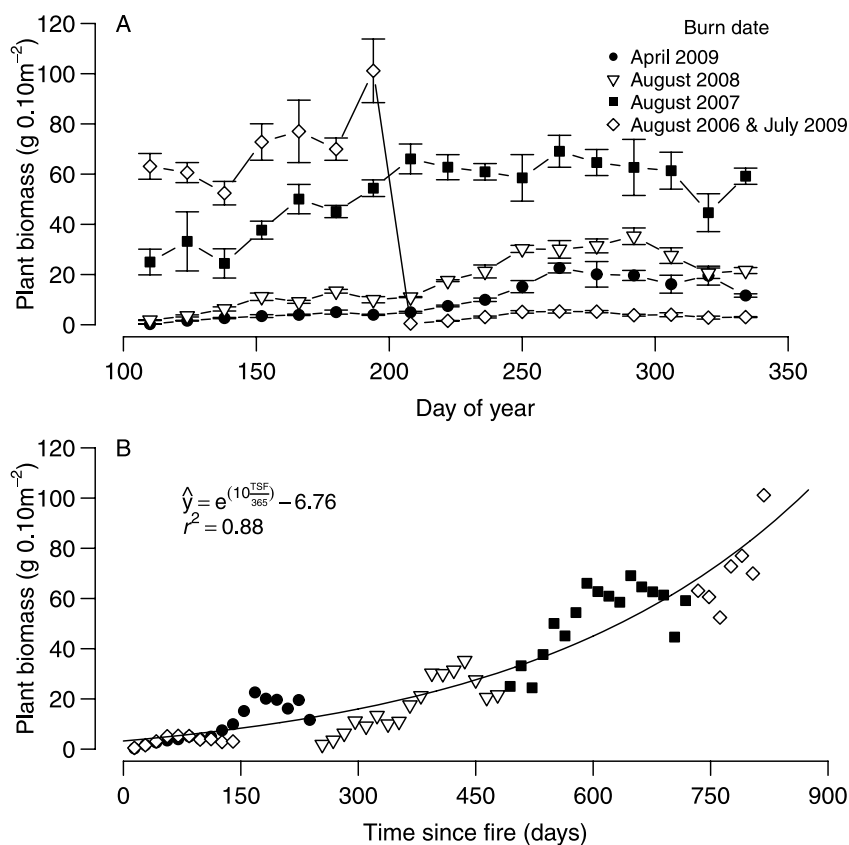 A
Burn date
April 2009
August 2008
August 2007
August 2006 & July 2009
Plant biomass (g 0.10m⁻²)
120
100
80
60
40
20
0
100 150 200 250 300 350
Day of year
B
ŷ = e^(10 TSF/365) − 6.76
r² = 0.88
Plant biomass (g 0.10m⁻²)
120
100
80
60
40
20
0
0 150 300 450 600 750 900
Time since fire (days)